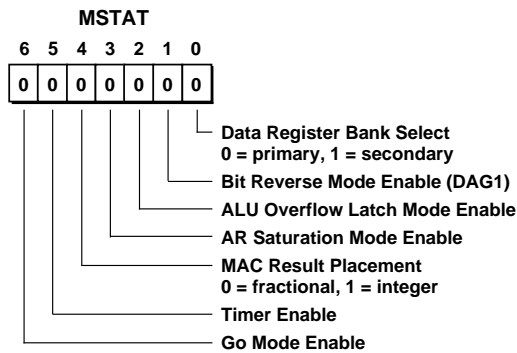 MSTAT
6 5 4 3 2 1 0
0 0 0 0 0 0 0
Data Register Bank Select
0 = primary, 1 = secondary
Bit Reverse Mode Enable (DAG1)
ALU Overflow Latch Mode Enable
AR Saturation Mode Enable
MAC Result Placement
0 = fractional, 1 = integer
Timer Enable
Go Mode Enable